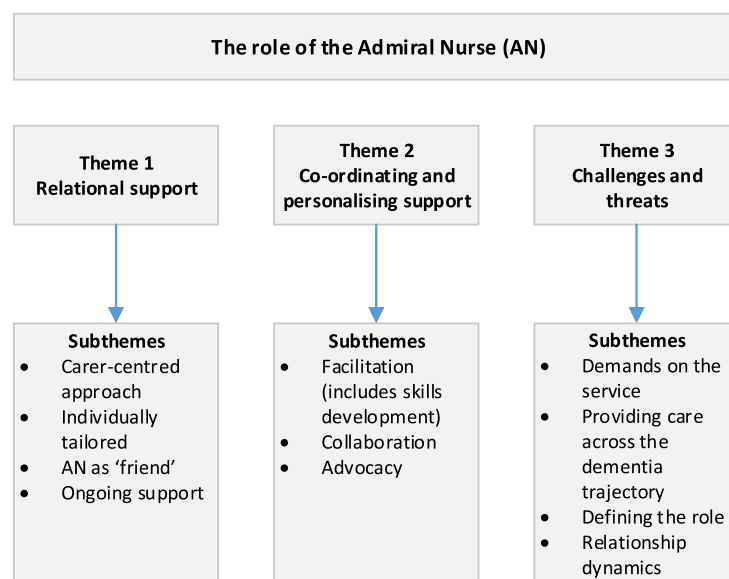 The role of the Admiral Nurse (AN)
Theme 1
Relational support
Theme 2
Co-ordinating and
personalising support
Theme 3
Challenges and
threats
Subthemes
• Carer-centred
approach
• Individually
tailored
• AN as ‘friend’
• Ongoing support
Subthemes
• Facilitation
(includes skills
development)
• Collaboration
• Advocacy
Subthemes
• Demands on the
service
• Providing care
across the
dementia
trajectory
• Defining the role
• Relationship
dynamics